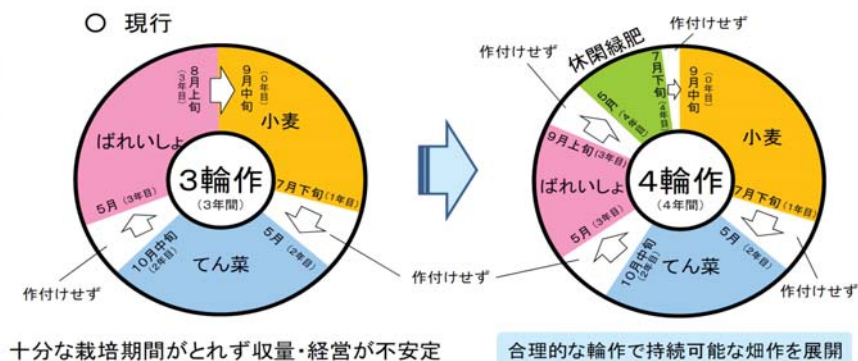 ○ 現行
8月上旬
(3年目)
9月中旬
(0年目)
小麦
ばれいしょ
3輪作
(3年間)
5月(3年目)
7月下旬(1年目)
10月中旬
(2年目)
5月(2年目)
てん菜
作付けせず
作付けせず
十分な栽培期間がとれず収量・経営が不安定
作付けせず
作付けせず
休閑緑肥
7月下旬
(4年目)
9月中旬
(0年目)
5月(4年目)
小麦
9月上旬(3年目)
ばれいしょ
4輪作
(4年間)
5月(3年目)
7月下旬(1年目)
10月中旬
(2年目)
5月(2年目)
てん菜
作付けせず
合理的な輪作で持続可能な畑作を展開